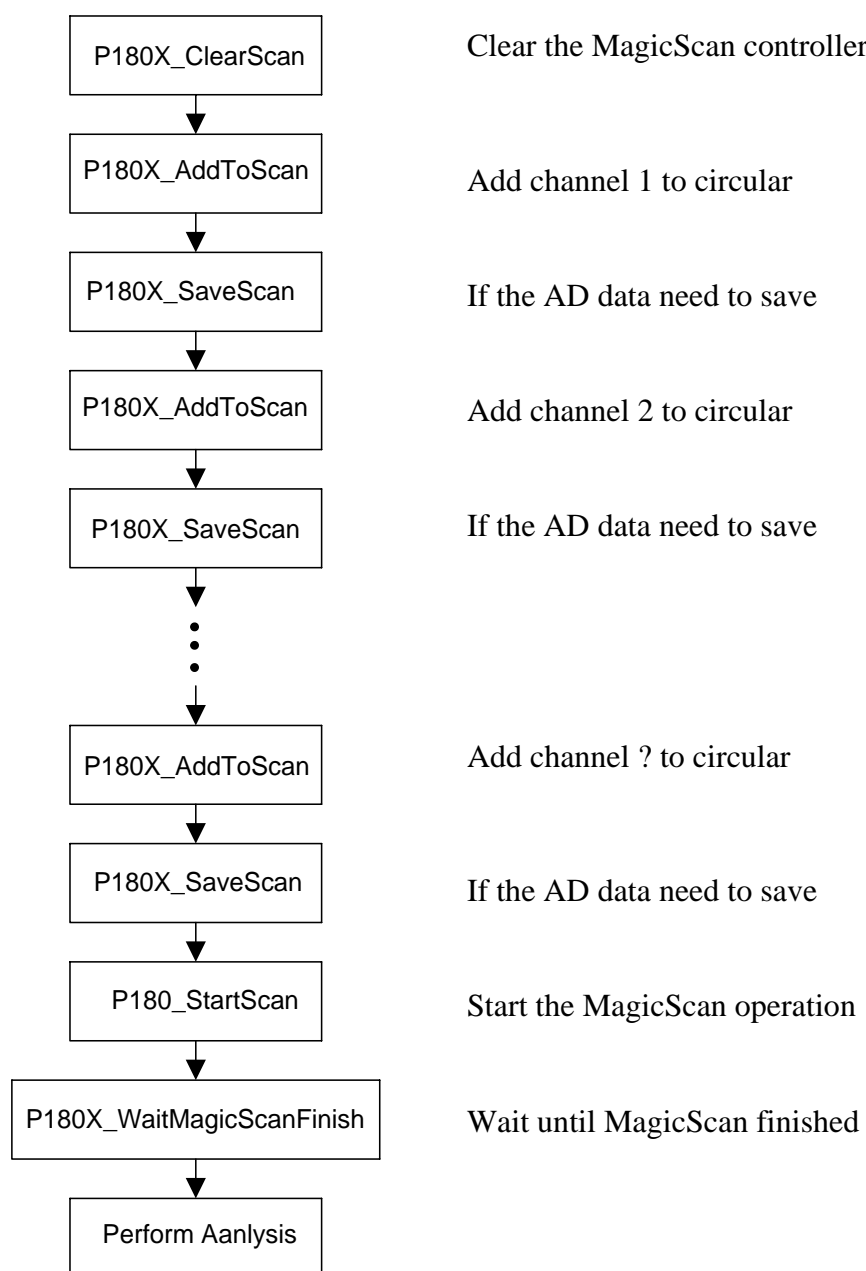 P180X_ClearScan Clear the MagicScan controller
P180X_AddToScan Add channel 1 to circular
P180X_SaveScan If the AD data need to save
P180X_AddToScan Add channel 2 to circular
P180X_SaveScan If the AD data need to save
P180X_AddToScan Add channel ? to circular
P180X_SaveScan If the AD data need to save
P180_StartScan Start the MagicScan operation
P180X_WaitMagicScanFinish Wait until MagicScan finished
Perform Aanlysis